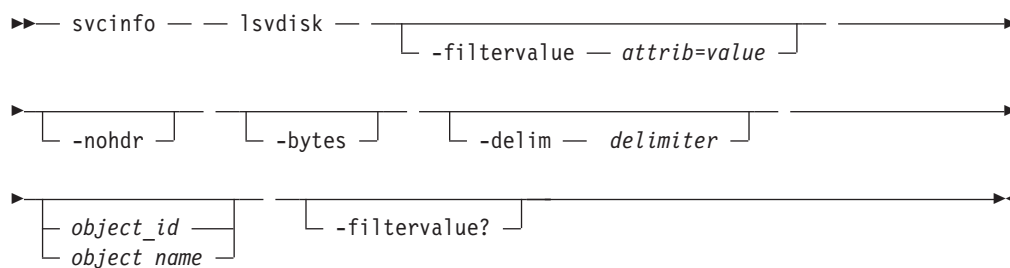 svcinfo lsvdisk
-filtervalue attrib=value
-nohdr -bytes -delim delimiter
object_id -filtervalue?
object_name